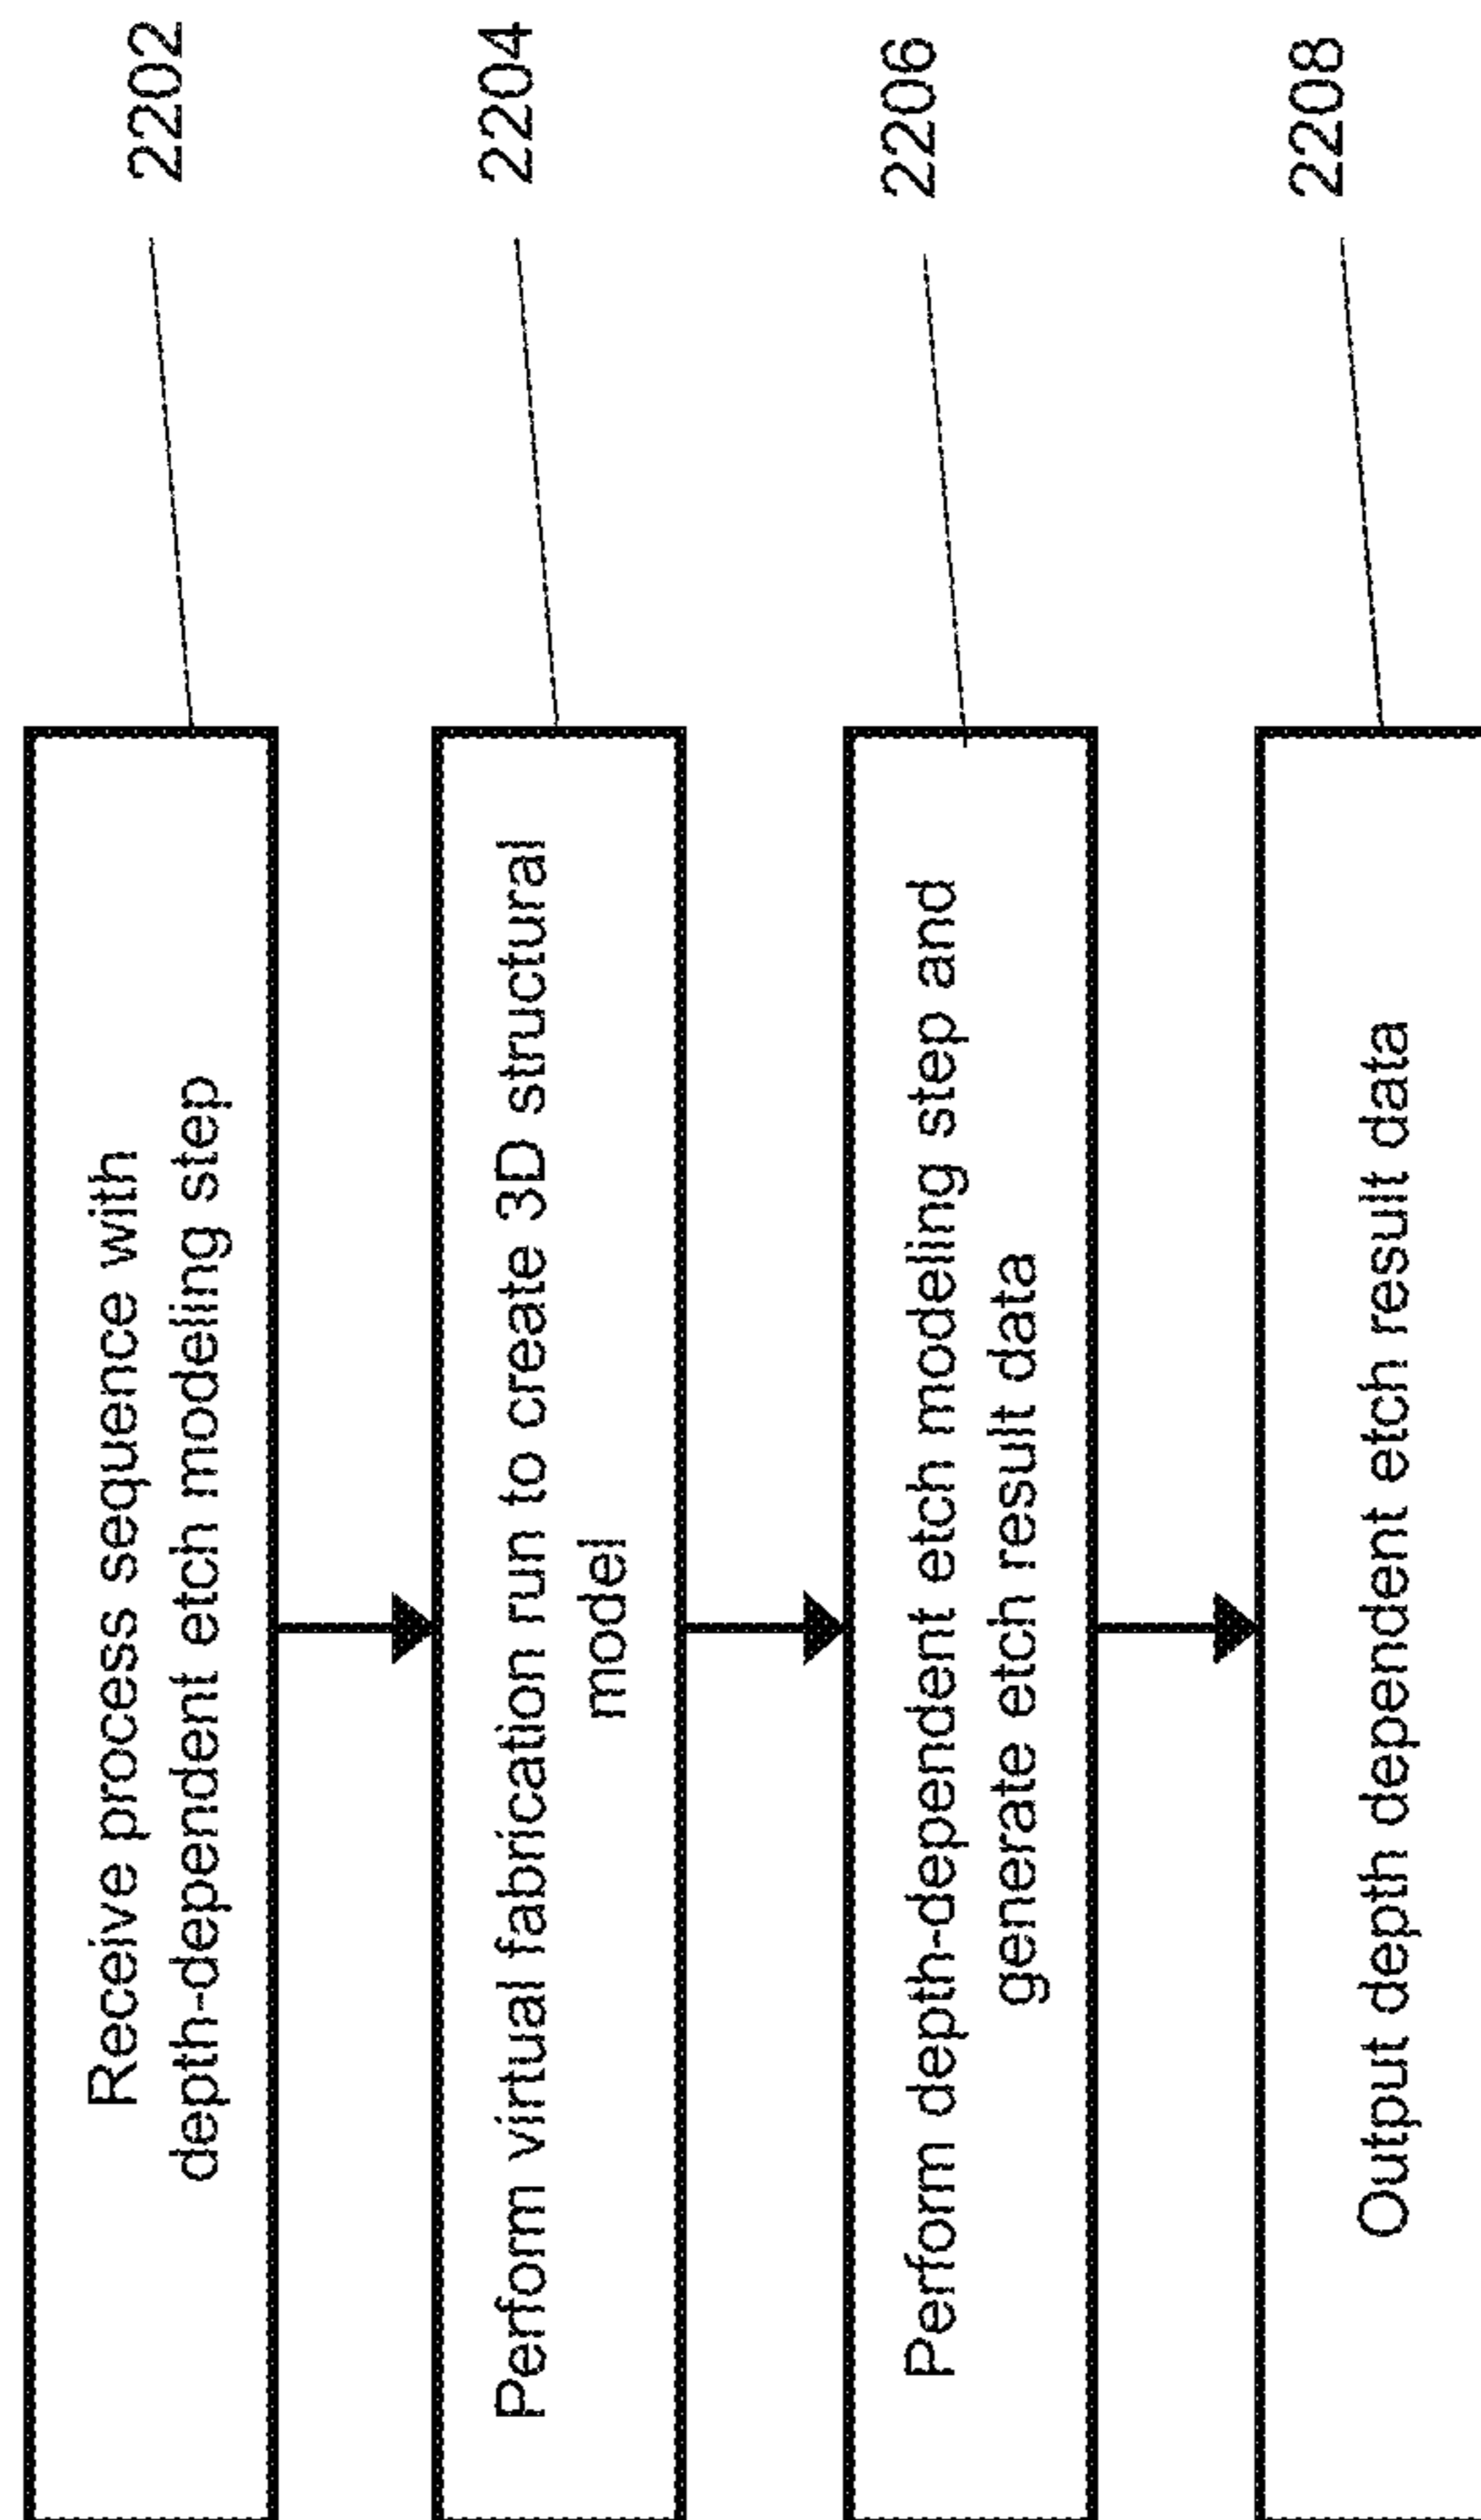 Receive process sequence with
depth-dependent etch modeling step
2202
Perform virtual fabrication run to create 3D structural
model
2204
Perform depth-dependent etch modeling step and
generate etch result data
2206
Output depth dependent etch result data
2208